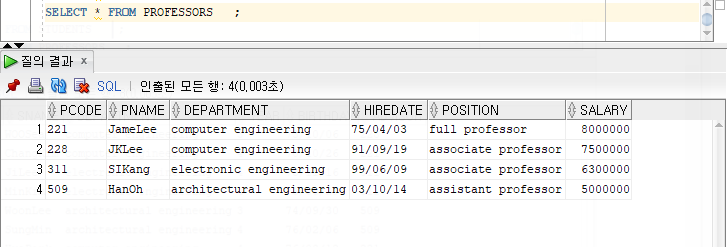 SELECT * FROM PROFESSORS ;
질의 결과 x
SQL | 인출된 모든 행: 4(0,003초)
PCODE PNAME DEPARTMENT HIREDATE POSITION SALARY
1 221 JameLee computer engineering 75/04/03 full professor 8000000
2 228 JKLee computer engineering 91/09/19 associate professor 7500000
3 311 SIKang electronic engineering 99/06/09 associate professor 6300000
4 509 HanOh architectural engineering 03/10/14 assistant professor 5000000